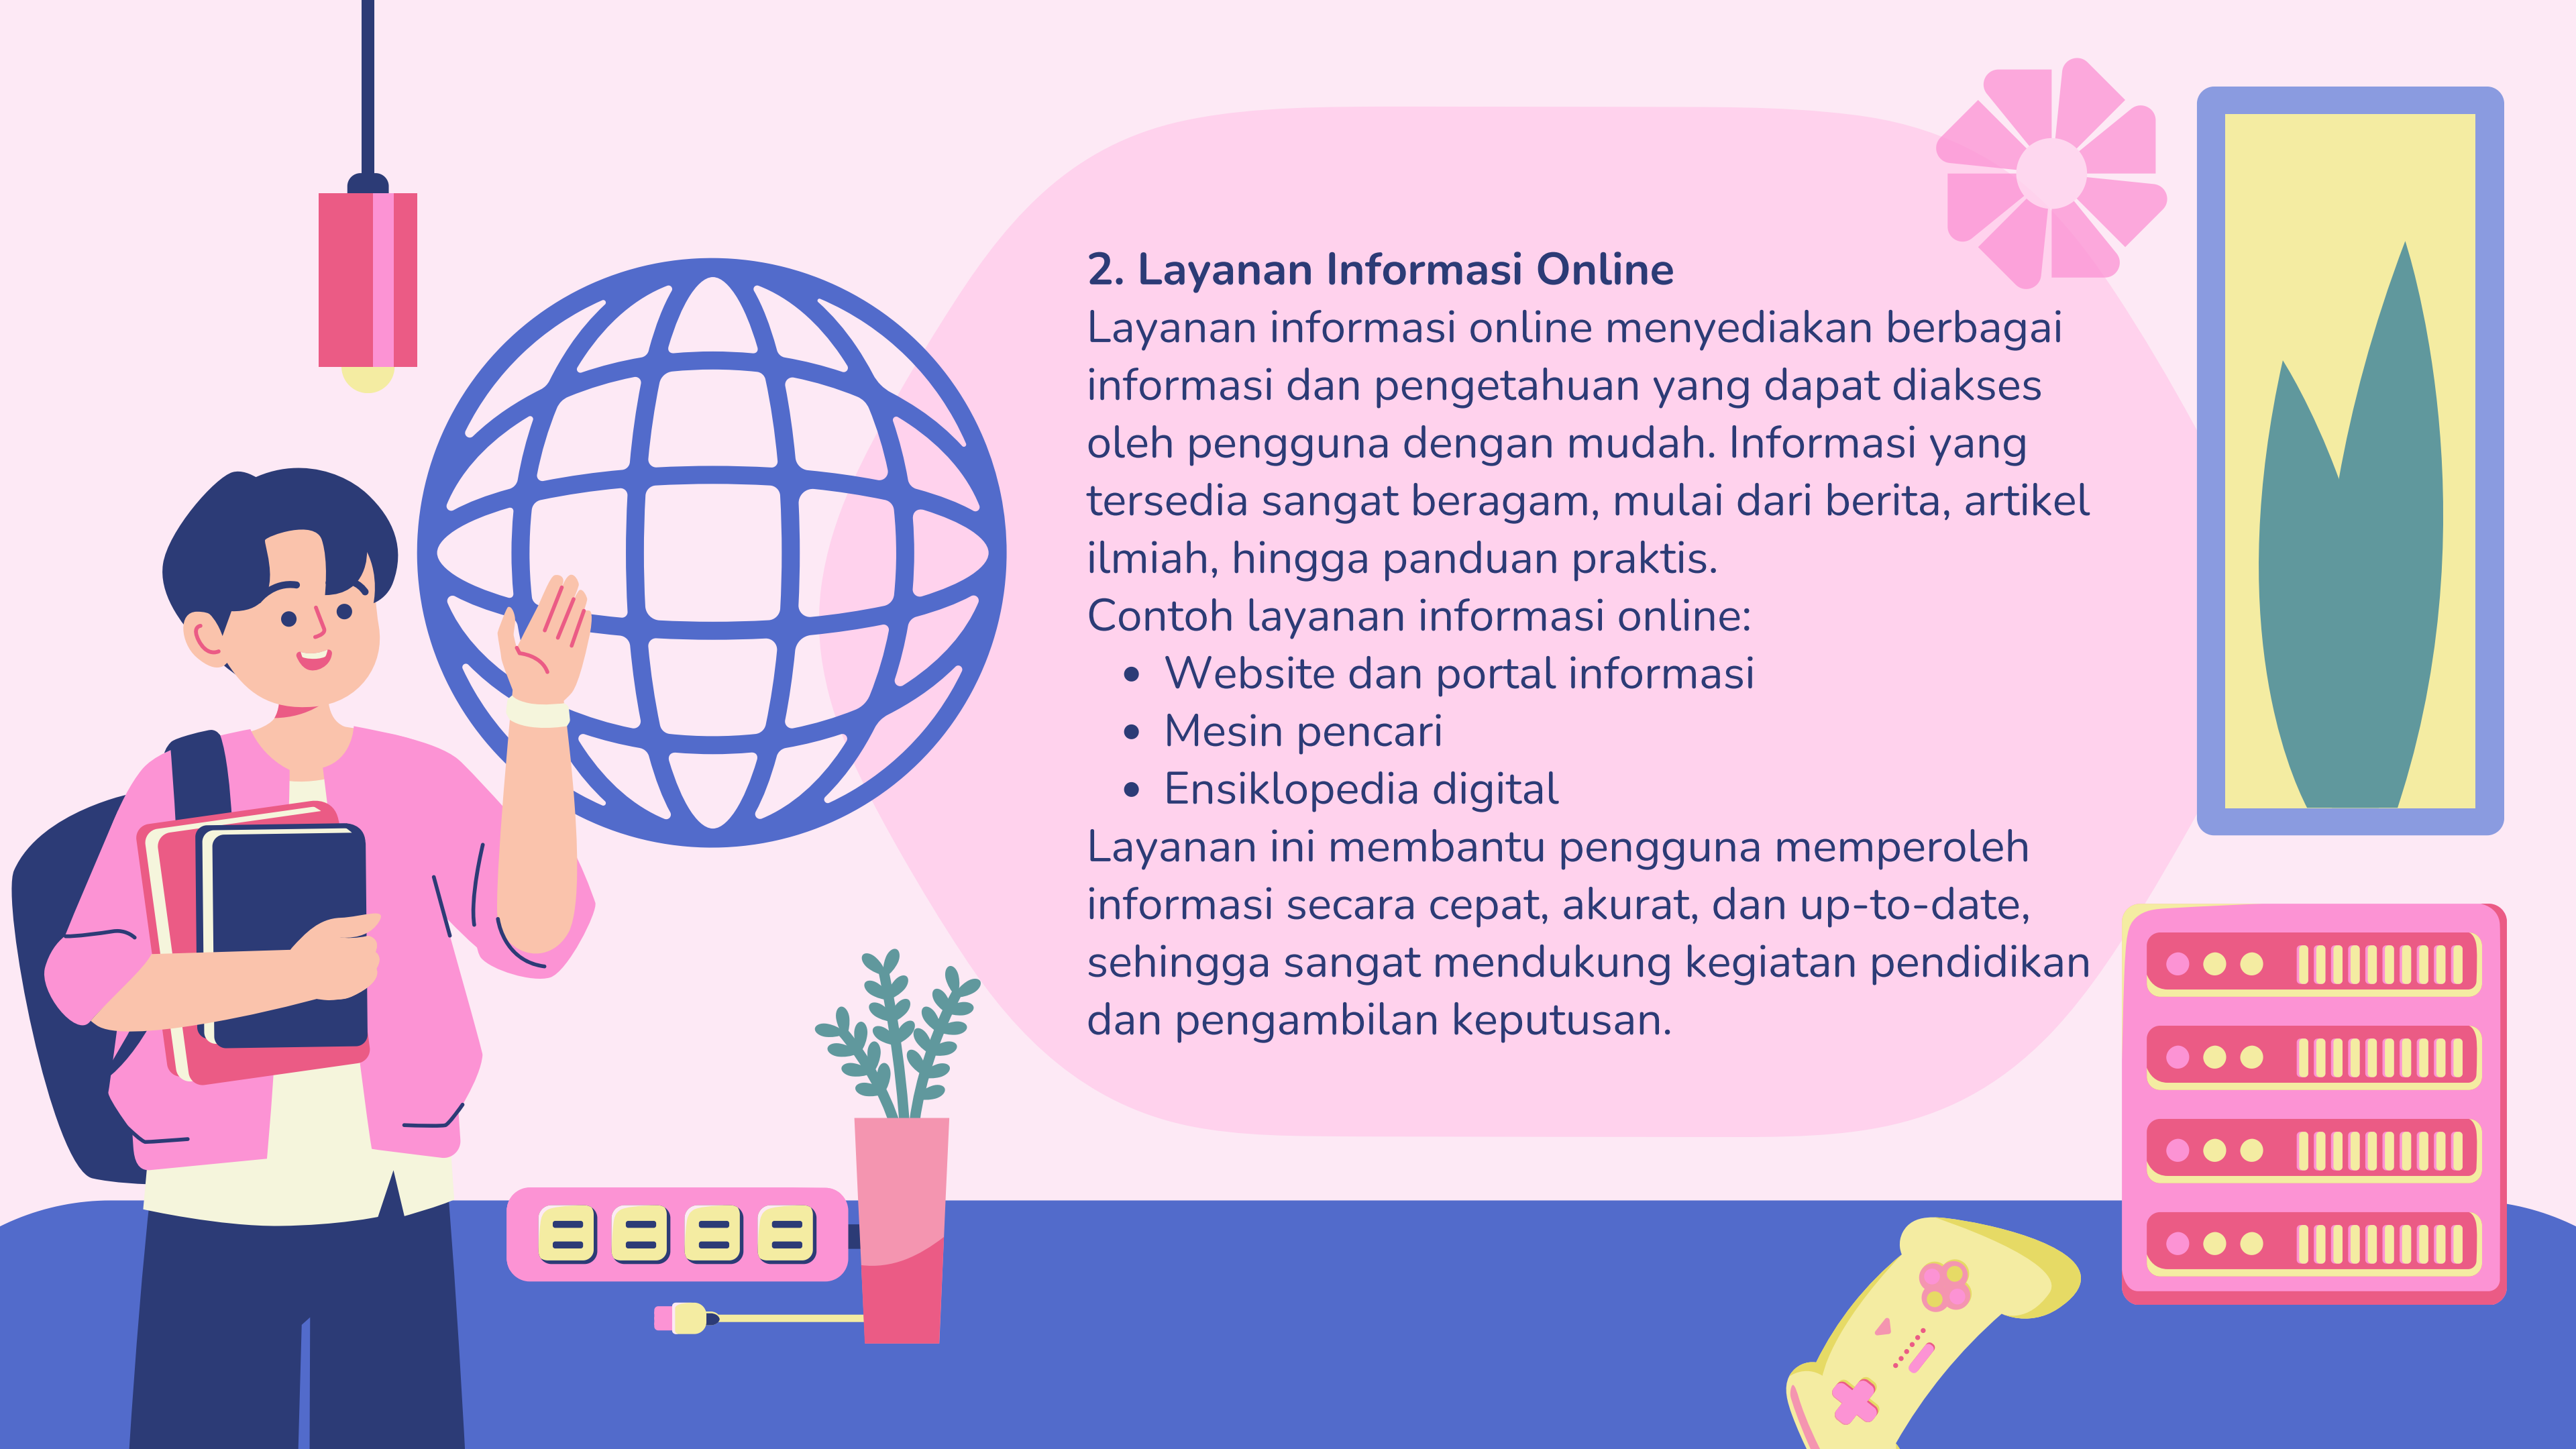 2. Layanan Informasi Online
Layanan informasi online menyediakan berbagai
informasi dan pengetahuan yang dapat diakses
oleh pengguna dengan mudah. Informasi yang
tersedia sangat beragam, mulai dari berita, artikel
ilmiah, hingga panduan praktis.
Contoh layanan informasi online:
• Website dan portal informasi
• Mesin pencari
• Ensiklopedia digital
Layanan ini membantu pengguna memperoleh
informasi secara cepat, akurat, dan up-to-date,
sehingga sangat mendukung kegiatan pendidikan
dan pengambilan keputusan.